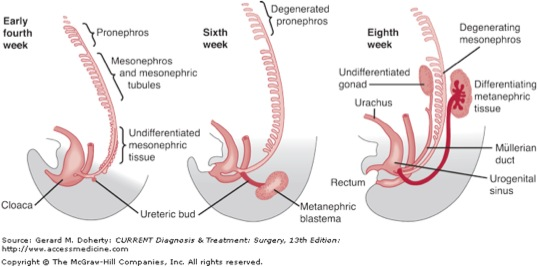 Early
fourth
week
Pronephros
Mesonephros
and mesonephric
tubules
Undifferentiated
mesonephric
tissue
Cloaca
Ureteric bud
Sixth
week
Degenerated
pronephros
Metanephric
blastema
Eighth
week
Degenerating
mesonephros
Undifferentiated
gonad
Urachus
Differentiating
metanephric
tissue
Müllerian
duct
Urogenital
sinus
Rectum
Source: Gerard M. Doherty: CURRENT Diagnosis & Treatment: Surgery, 13th Edition:
http://www.accessmedicine.com
Copyright © The McGraw-Hill Companies, Inc. All rights reserved.